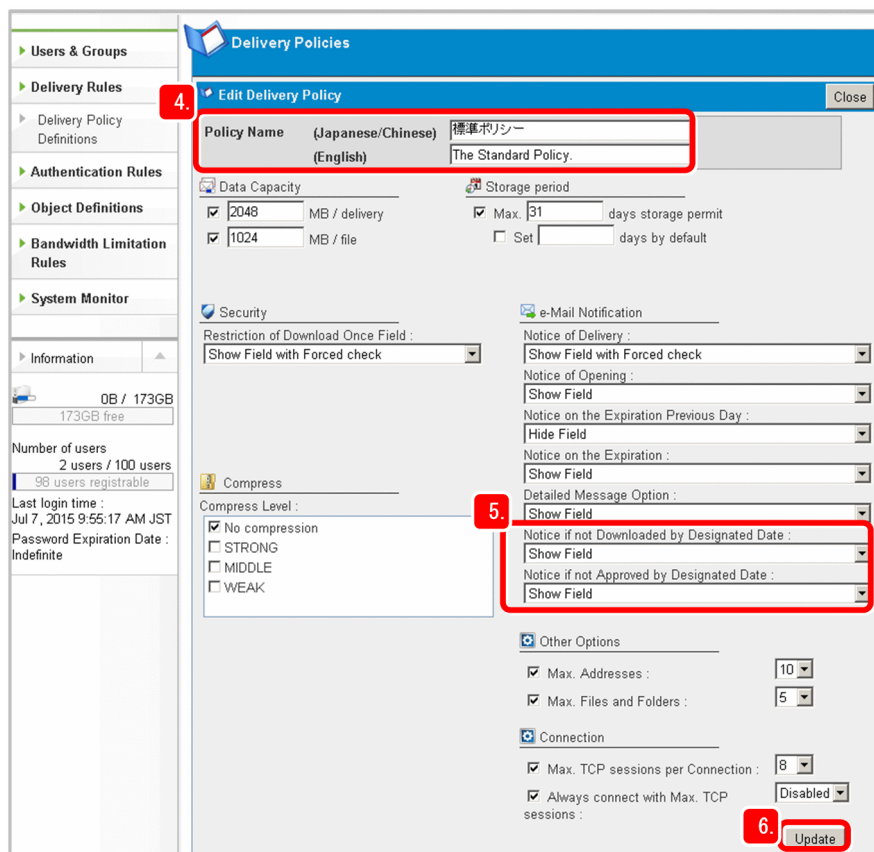 Users & Groups
Delivery Rules
Delivery Policy
Definitions
Authentication Rules
Object Definitions
Bandwidth Limitation
Rules
System Monitor
Information
0B / 173GB
173GB free
Number of users
2 users / 100 users
98 users registrable
Last login time :
Jul 7, 2015 9:55:17 AM JST
Password Expiration Date :
Indefinite
Delivery Policies
4.
Edit Delivery Policy
Close
Policy Name (Japanese/Chinese) 標準ポリシー
(English) The Standard Policy.
Data Capacity
2048 MB / delivery
1024 MB / file
Storage period
Max. 31 days storage permit
Set days by default
Security
Restriction of Download Once Field :
Show Field with Forced check
Compress
Compress Level :
No compression
STRONG
MIDDLE
WEAK
e-Mail Notification
Notice of Delivery :
Show Field with Forced check
Notice of Opening :
Show Field
Notice on the Expiration Previous Day :
Hide Field
Notice on the Expiration :
Show Field
Detailed Message Option :
Show Field
5.
Notice if not Downloaded by Designated Date :
Show Field
Notice if not Approved by Designated Date :
Show Field
Other Options
Max. Addresses : 10
Max. Files and Folders : 5
Connection
Max. TCP sessions per Connection : 8
Always connect with Max. TCP Disabled
sessions :
6.
Update